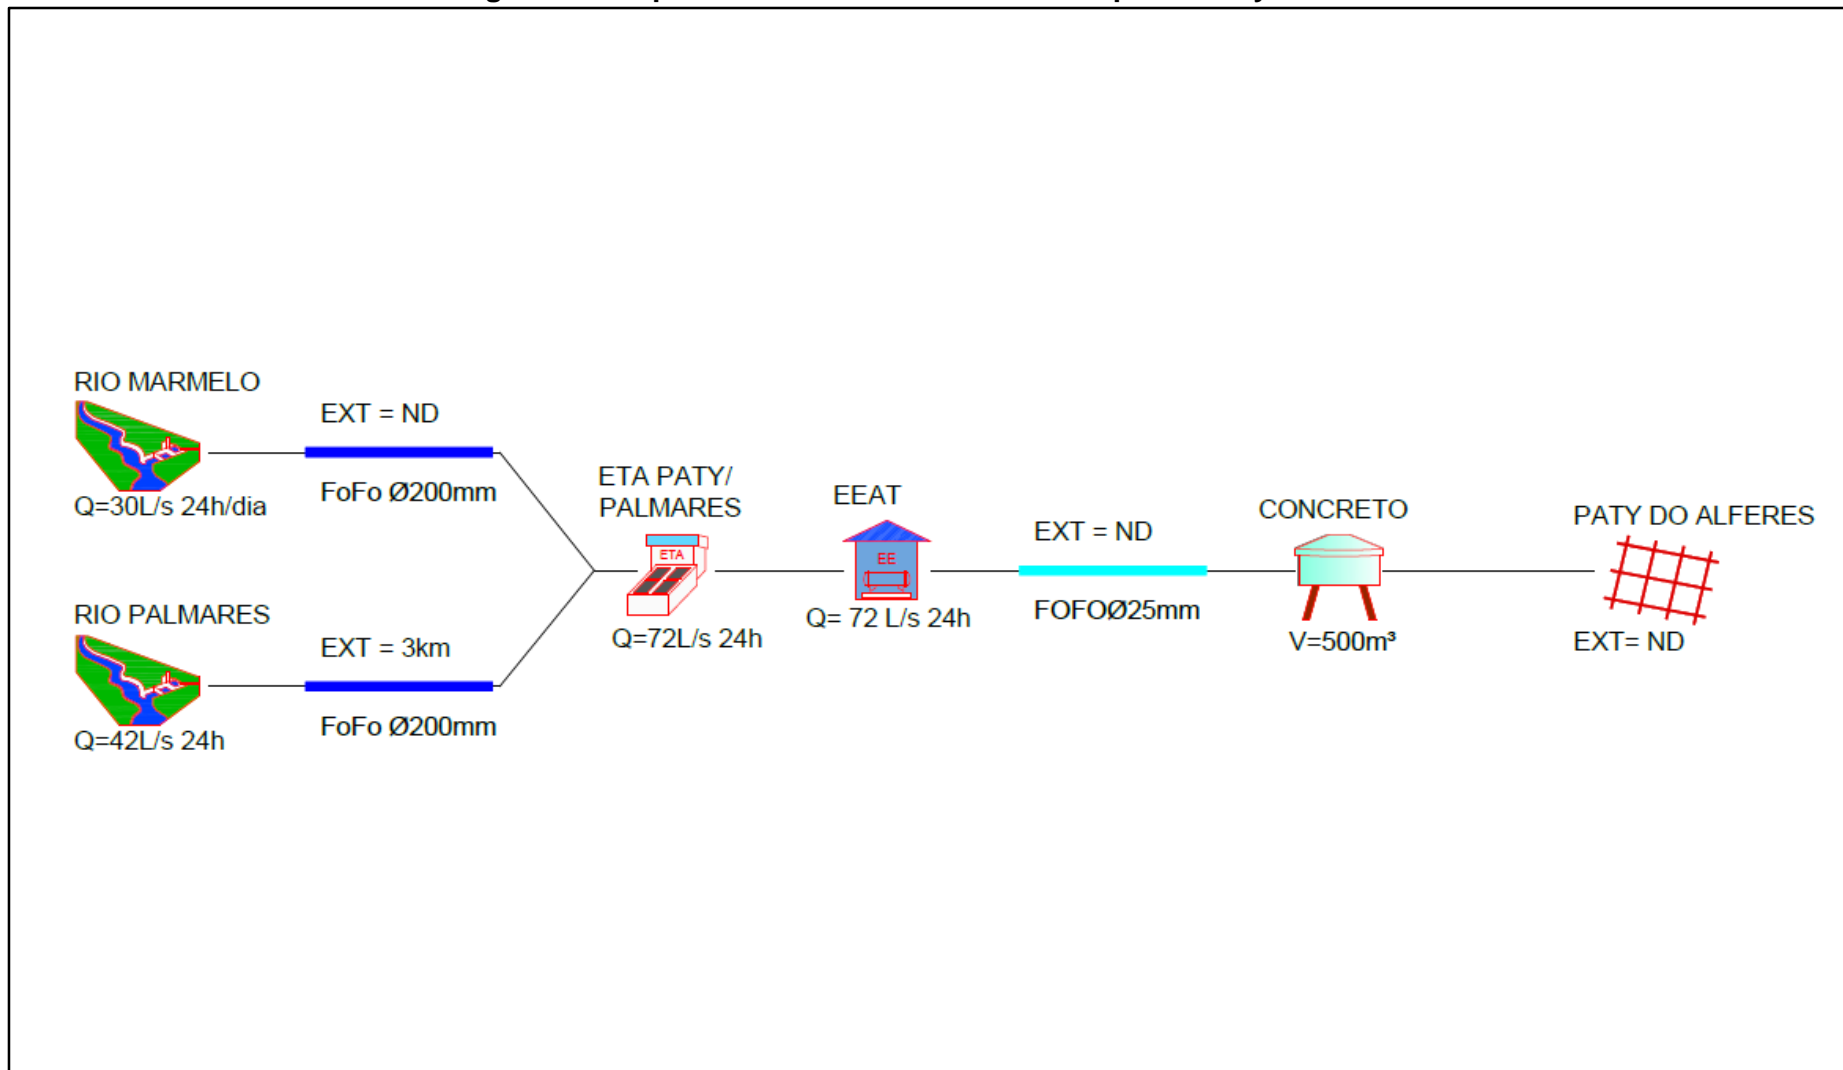 RIO MARMELO
EXT = ND
FoFo Ø200mm
Q=30L/s 24h/dia
RIO PALMARES
EXT = 3km
FoFo Ø200mm
Q=42L/s 24h
ETA PATY/
PALMARES
ETA
Q=72L/s 24h
EEAT
EE
Q= 72 L/s 24h
EXT = ND
FOFOØ25mm
CONCRETO
V=500m³
PATY DO ALFERES
EXT= ND